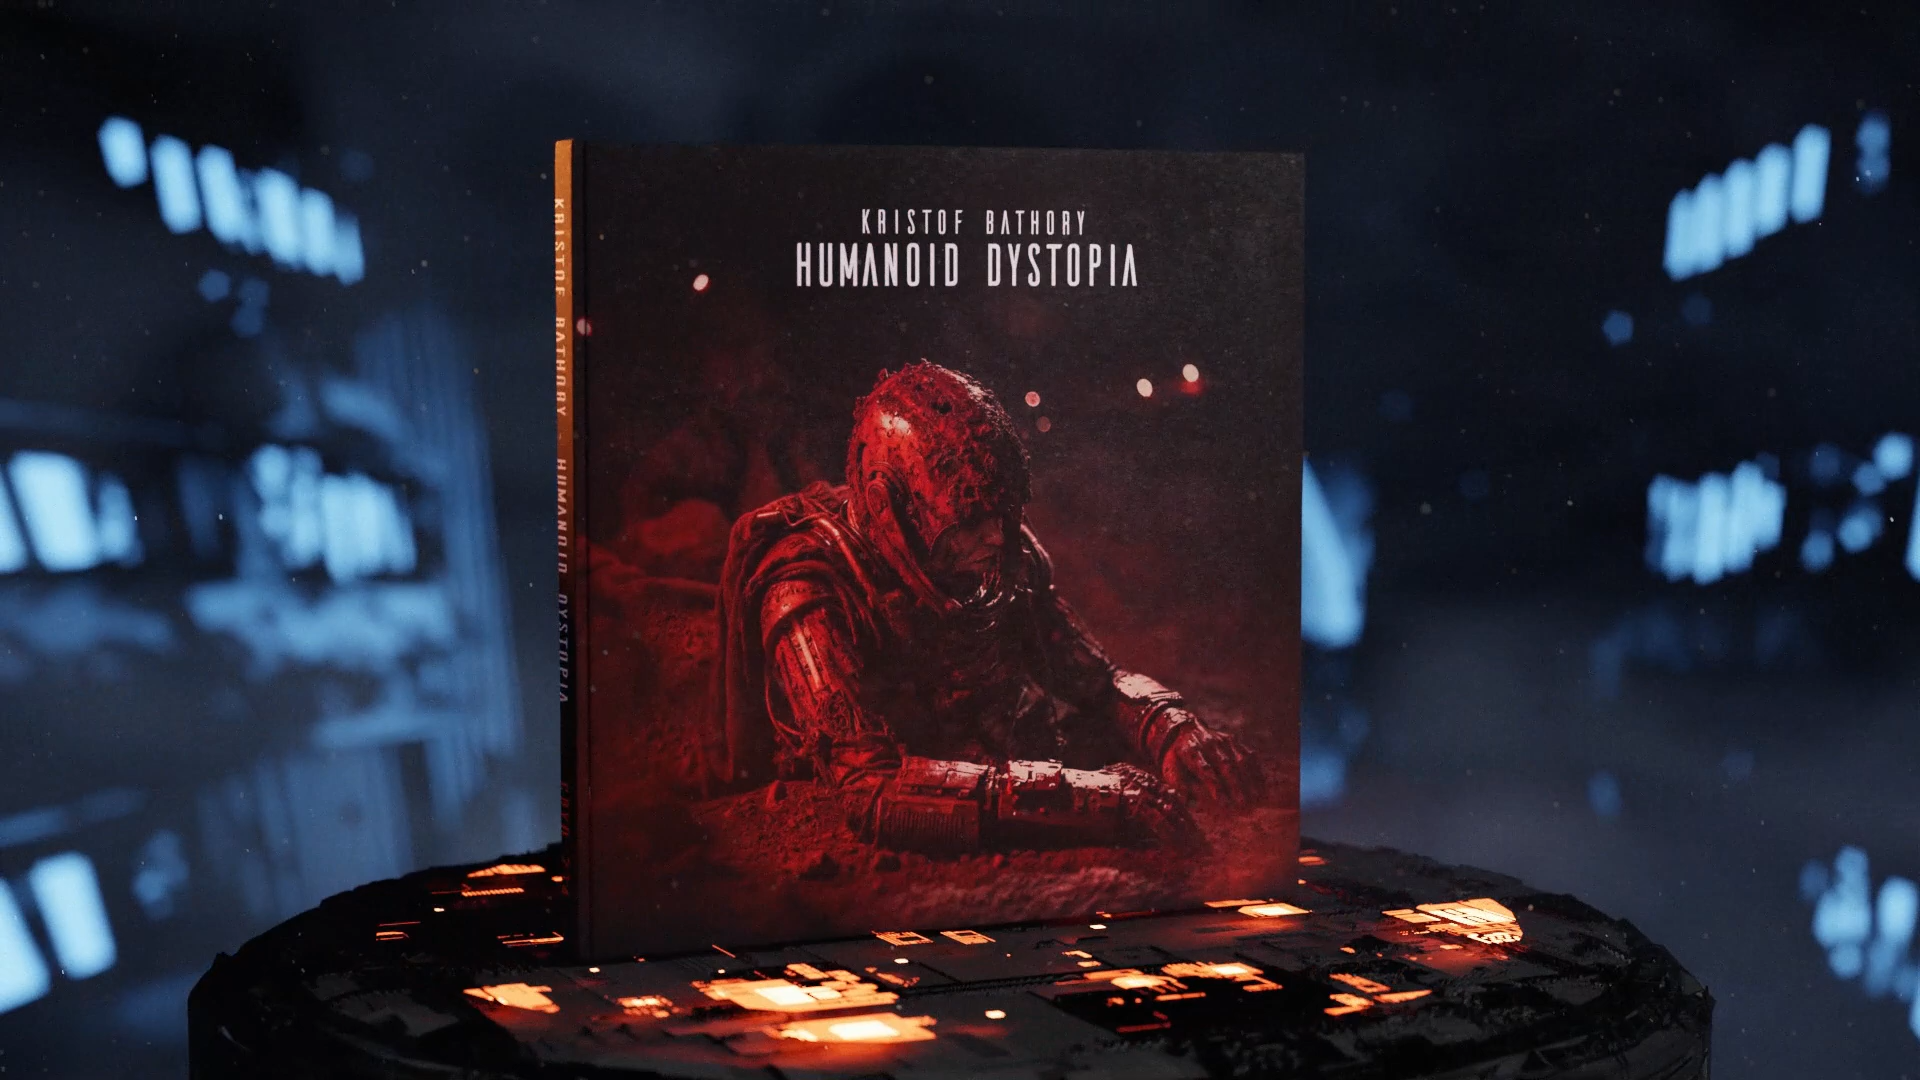 KRISTOF BATHORY
HUMANOID DYSTOPIA
KRISTOF BATHORY - HUMANOID DYSTOPIA